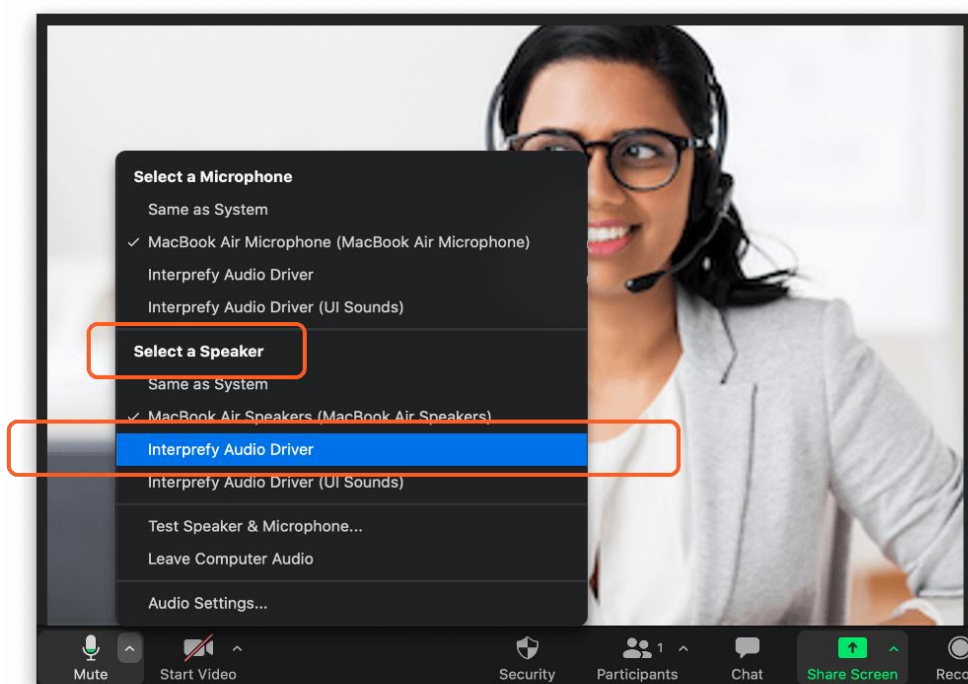 Select a Microphone
Same as System
MacBook Air Microphone (MacBook Air Microphone)
Interprefy Audio Driver
Interprefy Audio Driver (UI Sounds)
Select a Speaker
Same as System
MacBook Air Speakers (MacBook Air Speakers)
Interprefy Audio Driver
Interprefy Audio Driver (UI Sounds)
Test Speaker & Microphone...
Leave Computer Audio
Audio Settings...
1
Mute Start Video Security Participants Chat Share Screen Reco